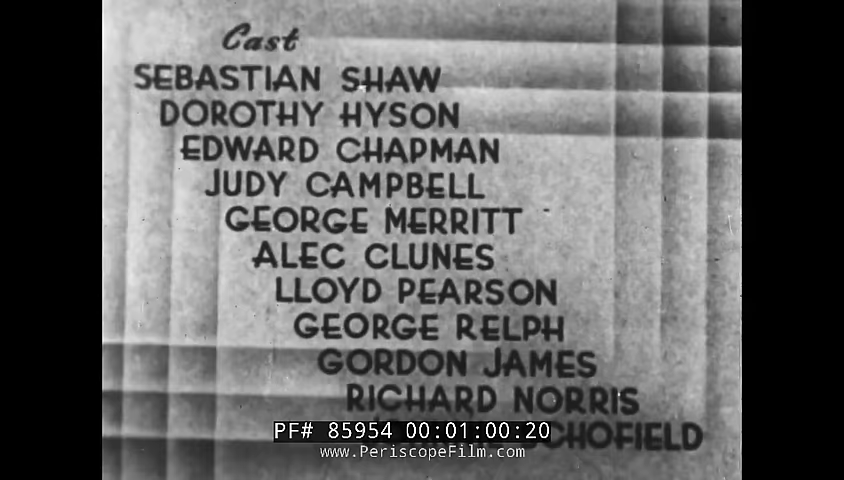 Cast
SEBASTIAN SHAW
DOROTHY HYSON
EDWARD CHAPMAN
JUDY CAMPBELL
GEORGE MERRITT
ALEC CLUNES
LLOYD PEARSON
GEORGE RELPH
GORDON JAMES
RICHARD NORRIS
SCHOFIELD
PF# 85954 00:01:00:20
www.PeriscopeFilm.com